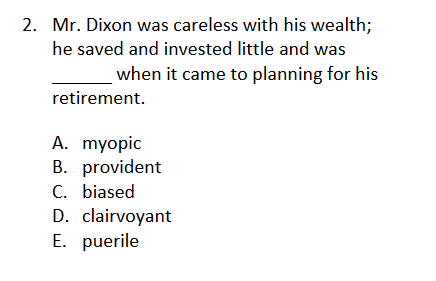 2. Mr. Dixon was careless with his wealth;
he saved and invested little and was
______ when it came to planning for his
retirement.
A. myopic
B. provident
C. biased
D. clairvoyant
E. puerile